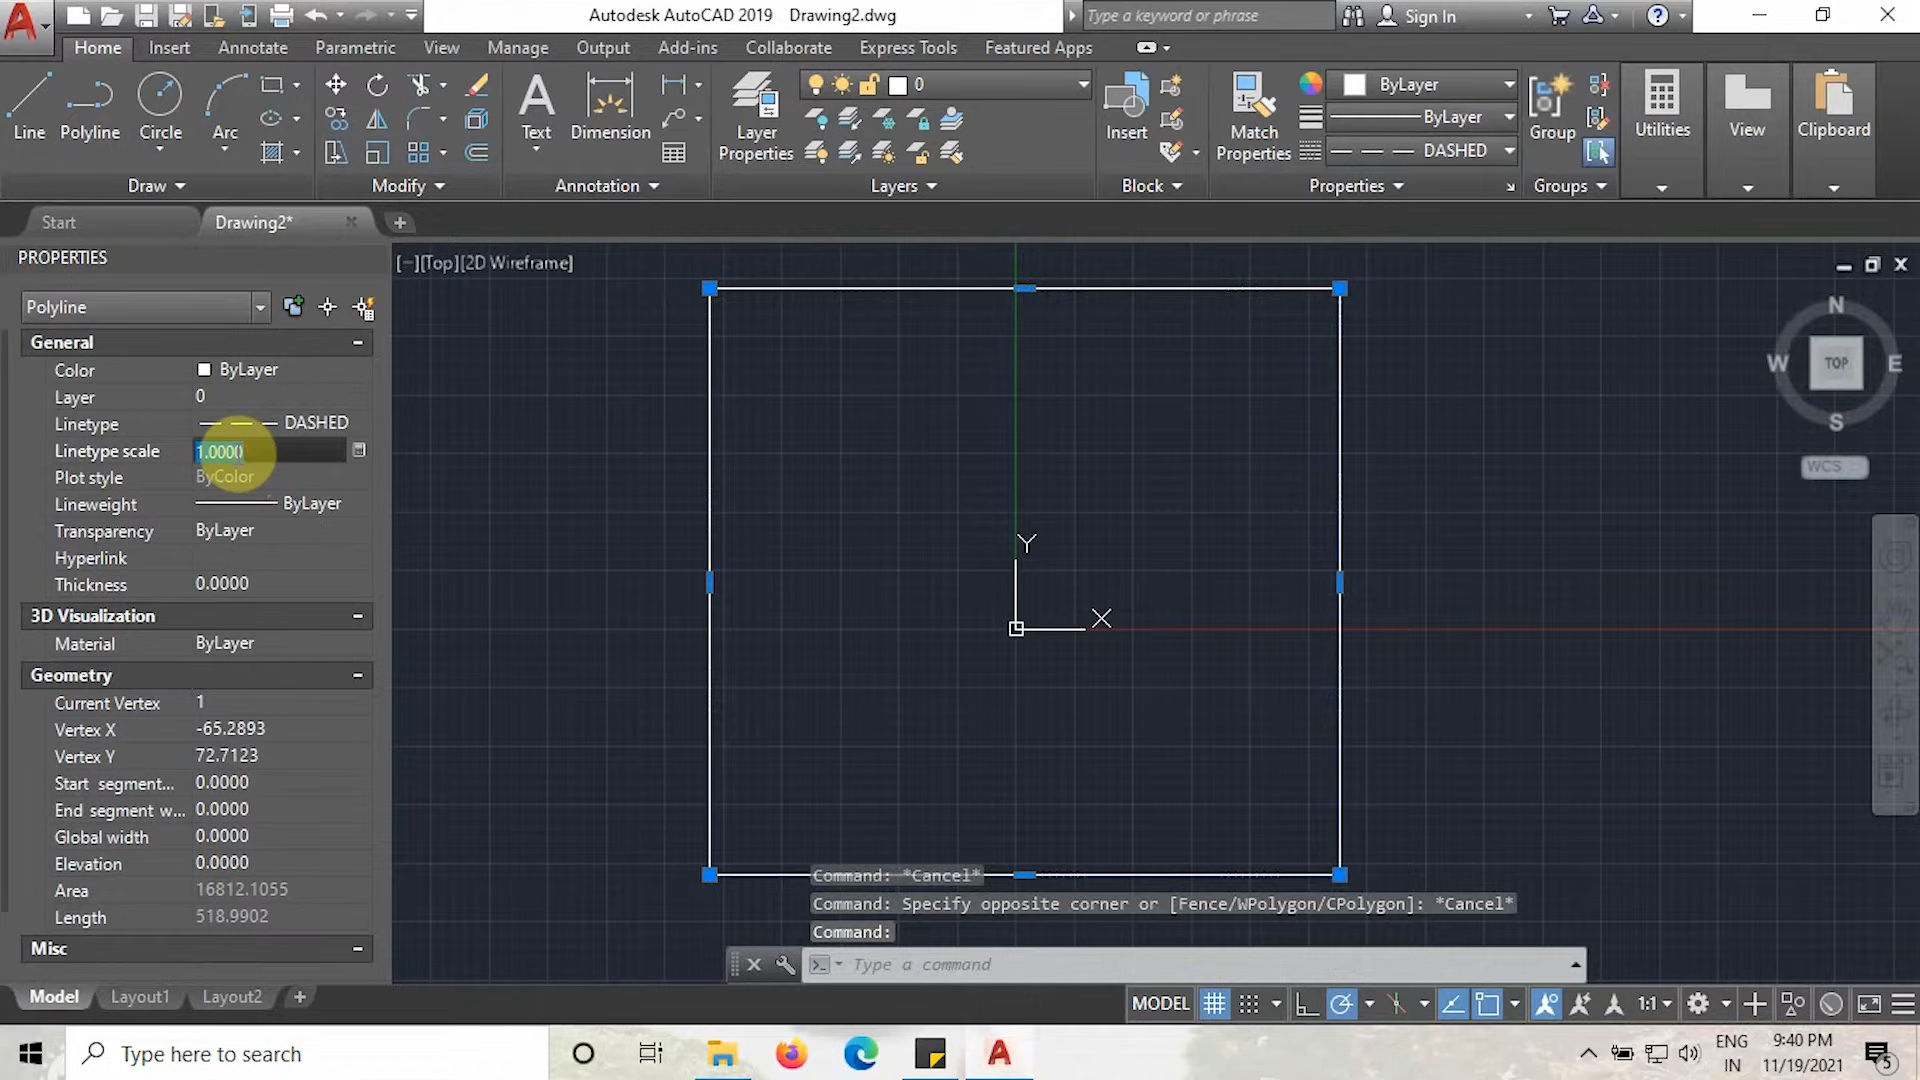 Autodesk AutoCAD 2019 Drawing2.dwg
Type a keyword or phrase
Sign In
Home Insert Annotate Parametric View Manage Output Add-ins Collaborate Express Tools Featured Apps
0
ByLayer
ByLayer
DASHED
Line Polyline Circle Arc Text Dimension Layer Properties Insert Match Properties Group Utilities View Clipboard
Draw Modify Annotation Layers Block Properties Groups
Start Drawing2*
PROPERTIES
[−][Top][2D Wireframe]
Polyline
General
Color ByLayer
Layer 0
Linetype DASHED
Linetype scale 1.0000
Plot style ByColor
Lineweight ByLayer
Transparency ByLayer
Hyperlink
Thickness 0.0000
3D Visualization
Material ByLayer
Geometry
Current Vertex 1
Vertex X -65.2893
Vertex Y 72.7123
Start segment... 0.0000
End segment w... 0.0000
Global width 0.0000
Elevation 0.0000
Area 16812.1055
Length 518.9902
Misc
N
W TOP E
S
WCS
Y
X
Command: *Cancel*
Command: Specify opposite corner or [Fence/WPolygon/CPolygon]: *Cancel*
Command:
Type a command
Model Layout1 Layout2
MODEL 1:1
Type here to search
ENG
IN
9:40 PM
11/19/2021
5